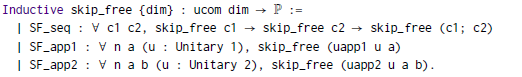 Inductive skip_free {dim} : ucom dim → ℙ :=
| SF_seq : ∀ c1 c2, skip_free c1 → skip_free c2 → skip_free (c1; c2)
| SF_app1 : ∀ n a (u : Unitary 1), skip_free (uapp1 u a)
| SF_app2 : ∀ n a b (u : Unitary 2), skip_free (uapp2 u a b).